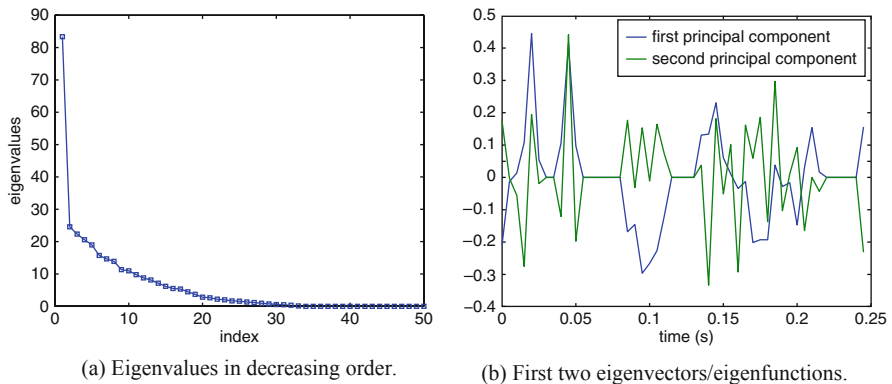 90
80
70
60
50
40
30
20
10
0
eigenvalues
0 10 20 30 40 50
index
(a) Eigenvalues in decreasing order.
0.5
0.4
0.3
0.2
0.1
0
−0.1
−0.2
−0.3
−0.4
first principal component
second principal component
0 0.05 0.1 0.15 0.2 0.25
time (s)
(b) First two eigenvectors/eigenfunctions.